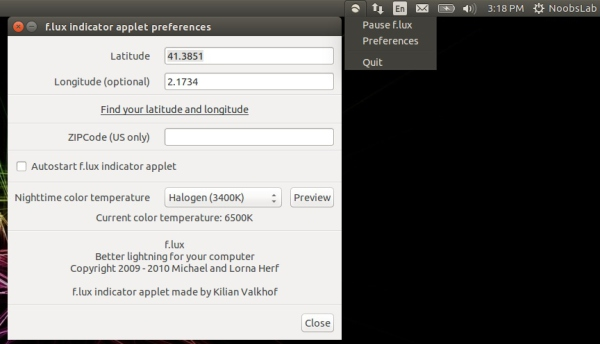 En
3:18 PM
NoobsLab
f.lux indicator applet preferences
Pause f.lux
Preferences
Quit
Latitude
41.3851
Longitude (optional)
2.1734
Find your latitude and longitude
ZIPCode (US only)
Autostart f.lux indicator applet
Nighttime color temperature
Halogen (3400K)
Preview
Current color temperature: 6500K
f.lux
Better lightning for your computer
Copyright 2009 - 2010 Michael and Lorna Herf
f.lux indicator applet made by Kilian Valkhof
Close